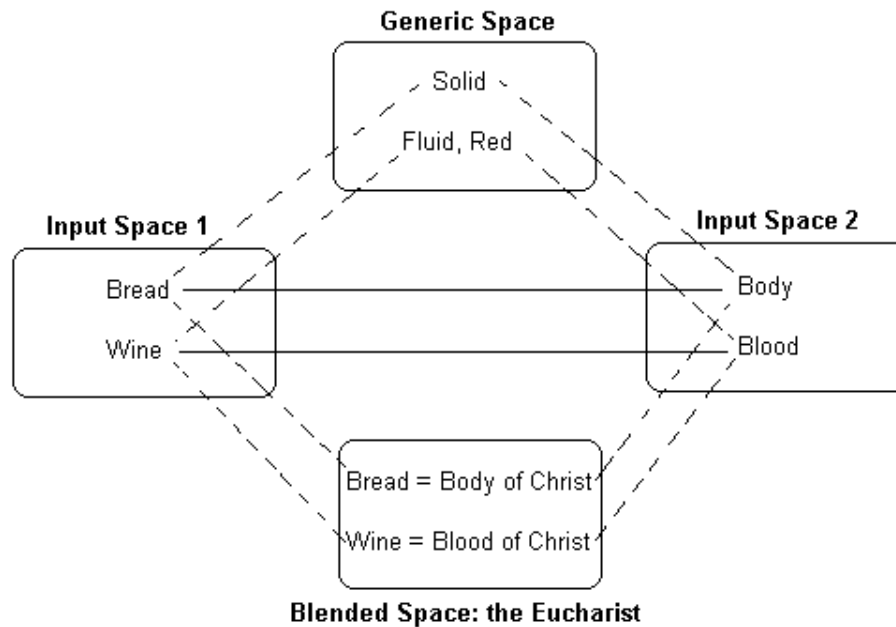 Generic Space
Solid
Fluid, Red
Input Space 1
Input Space 2
Bread
Body
Wine
Blood
Bread = Body of Christ
Wine = Blood of Christ
Blended Space: the Eucharist